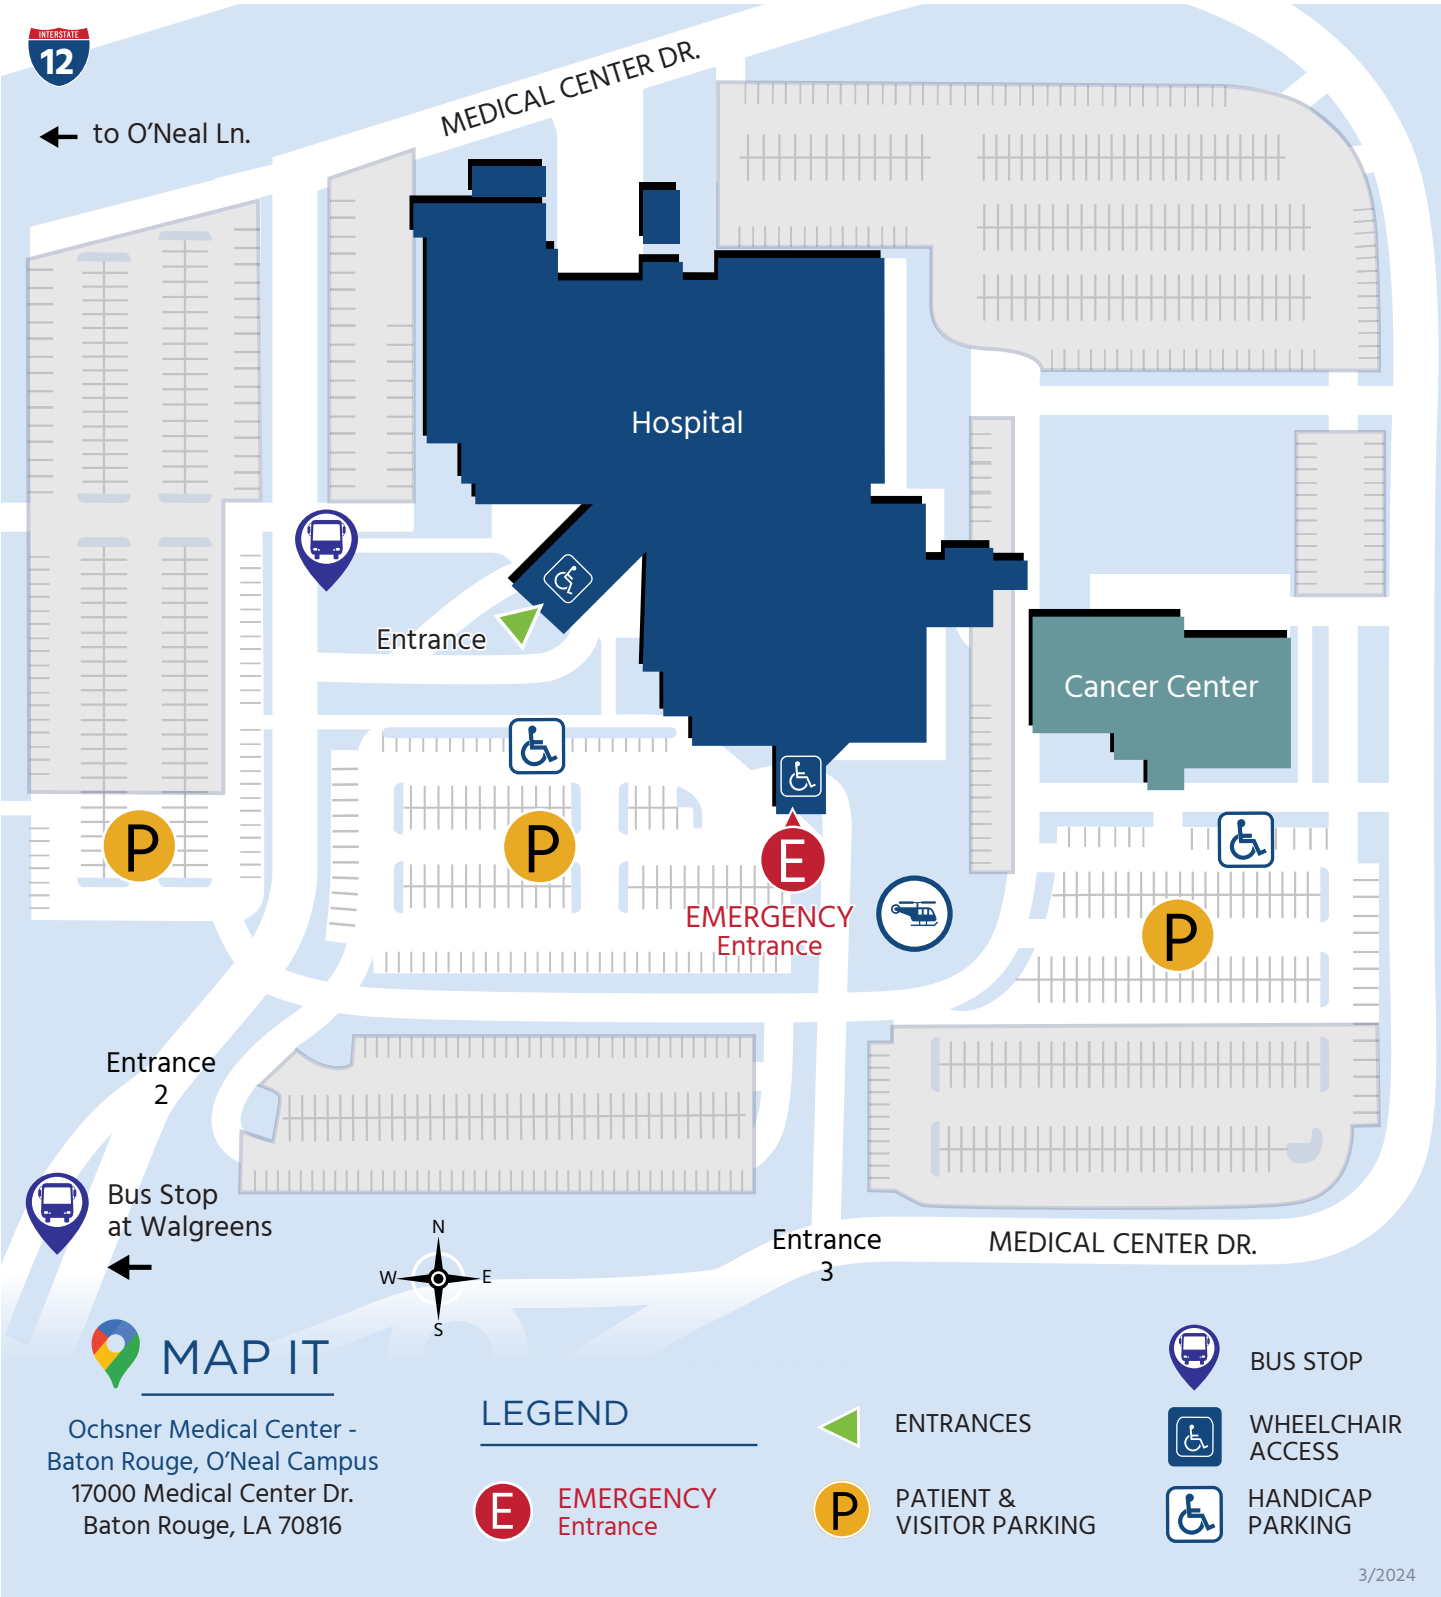 INTERSTATE
12
to O'Neal Ln.
MEDICAL CENTER DR.
Hospital
Entrance
Cancer Center
P
P
E
EMERGENCY
Entrance
P
Entrance
2
Bus Stop
at Walgreens
N
W
E
S
Entrance
3
MEDICAL CENTER DR.
MAP IT
Ochsner Medical Center -
Baton Rouge, O'Neal Campus
17000 Medical Center Dr.
Baton Rouge, LA 70816
LEGEND
E
EMERGENCY
Entrance
ENTRANCES
P
PATIENT &
VISITOR PARKING
BUS STOP
WHEELCHAIR
ACCESS
HANDICAP
PARKING
3/2024